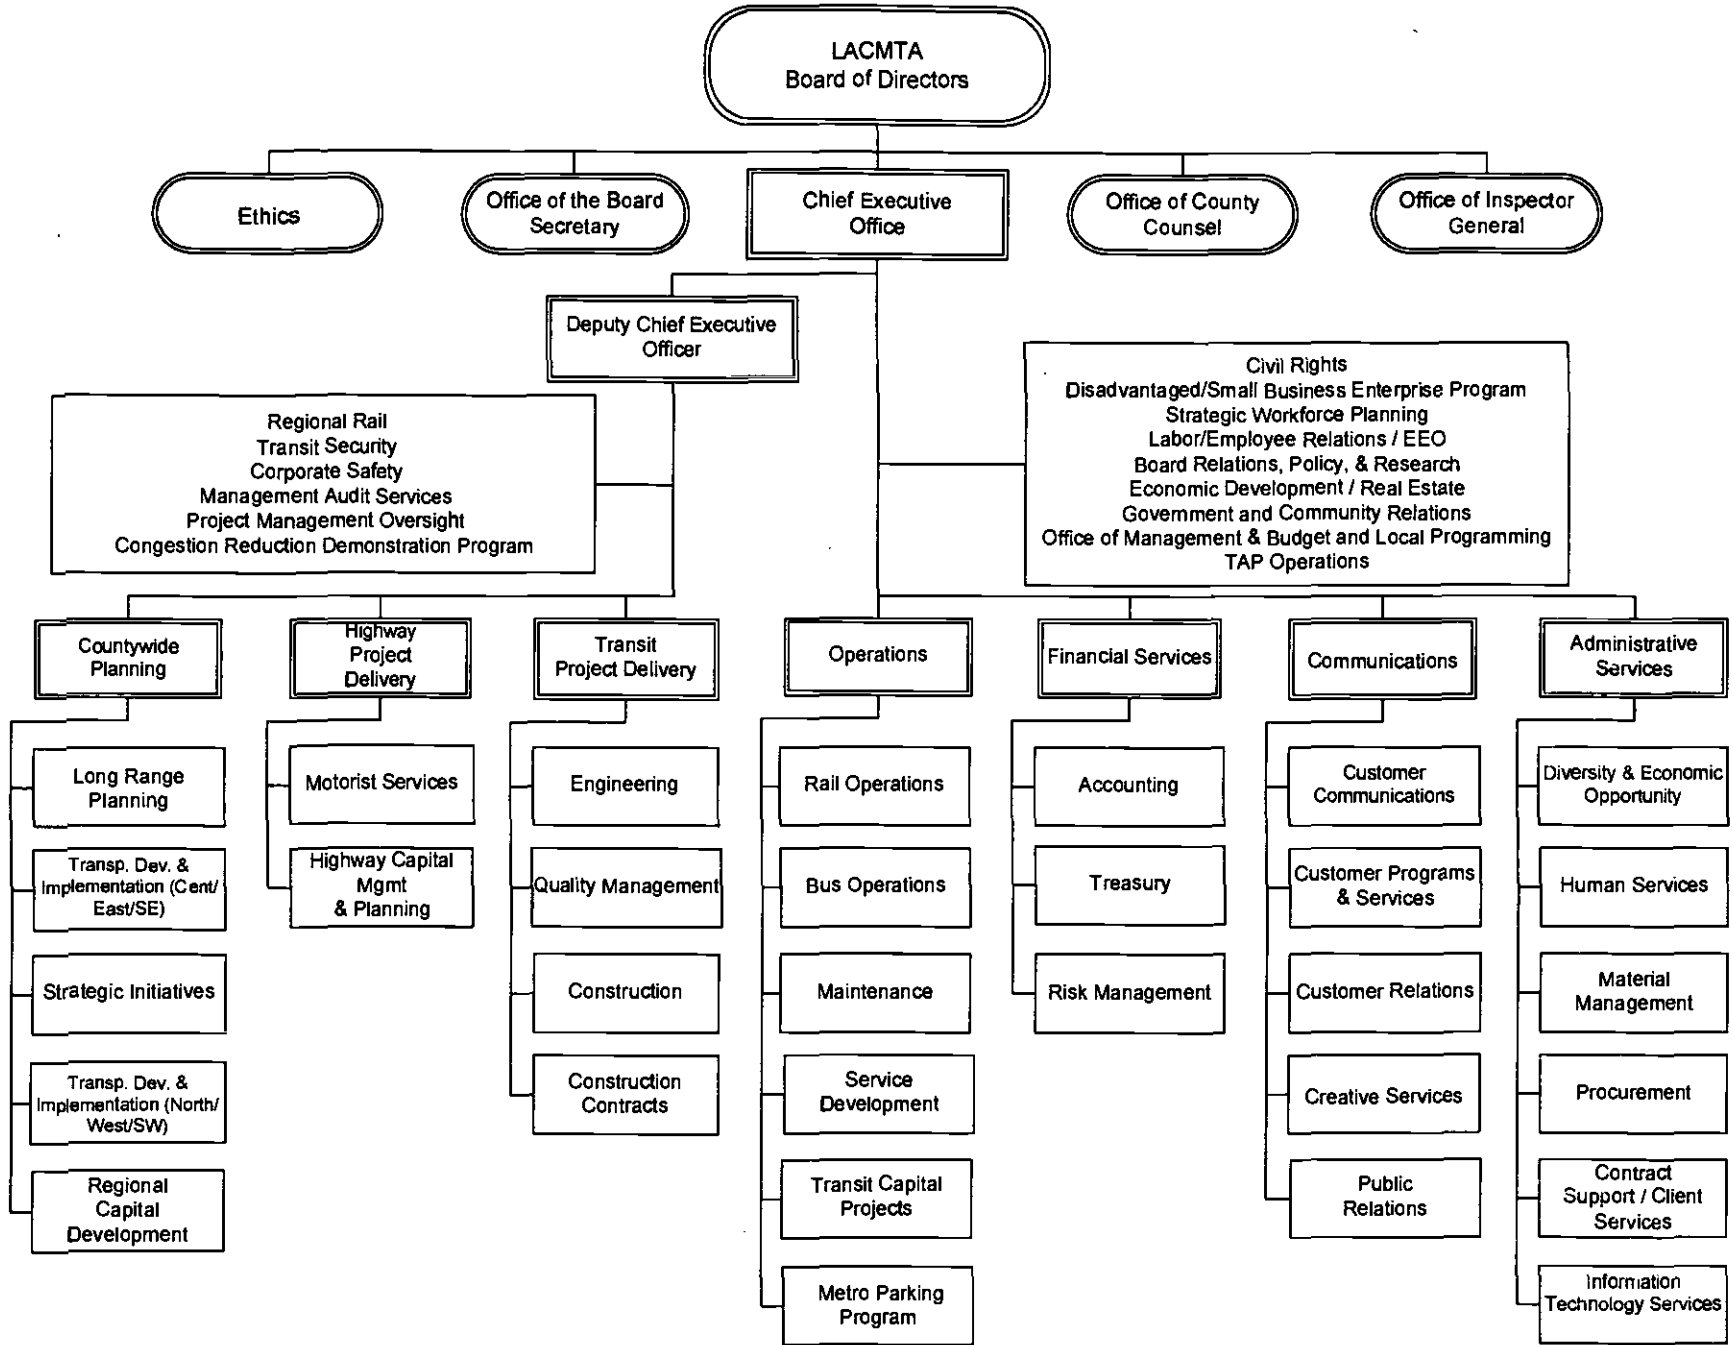 LACMTA
Board of Directors
Ethics
Office of the Board
Secretary
Chief Executive
Office
Office of County
Counsel
Office of Inspector
General
Deputy Chief Executive
Officer
Regional Rail
Transit Security
Corporate Safety
Management Audit Services
Project Management Oversight
Congestion Reduction Demonstration Program
Civil Rights
Disadvantaged/Small Business Enterprise Program
Strategic Workforce Planning
Labor/Employee Relations / EEO
Board Relations, Policy, & Research
Economic Development / Real Estate
Government and Community Relations
Office of Management & Budget and Local Programming
TAP Operations
Countywide
Planning
Highway
Project
Delivery
Transit
Project Delivery
Operations
Financial Services
Communications
Administrative
Services
Long Range
Planning
Transp. Dev. &
Implementation (Cent/
East/SE)
Strategic Initiatives
Transp. Dev. &
Implementation (North/
West/SW)
Regional
Capital
Development
Motorist Services
Highway Capital
Mgmt
& Planning
Engineering
Quality Management
Construction
Construction
Contracts
Rail Operations
Bus Operations
Maintenance
Service
Development
Transit Capital
Projects
Metro Parking
Program
Accounting
Treasury
Risk Management
Customer
Communications
Customer Programs
& Services
Customer Relations
Creative Services
Public
Relations
Diversity & Economic
Opportunity
Human Services
Material
Management
Procurement
Contract
Support / Client
Services
Information
Technology Services